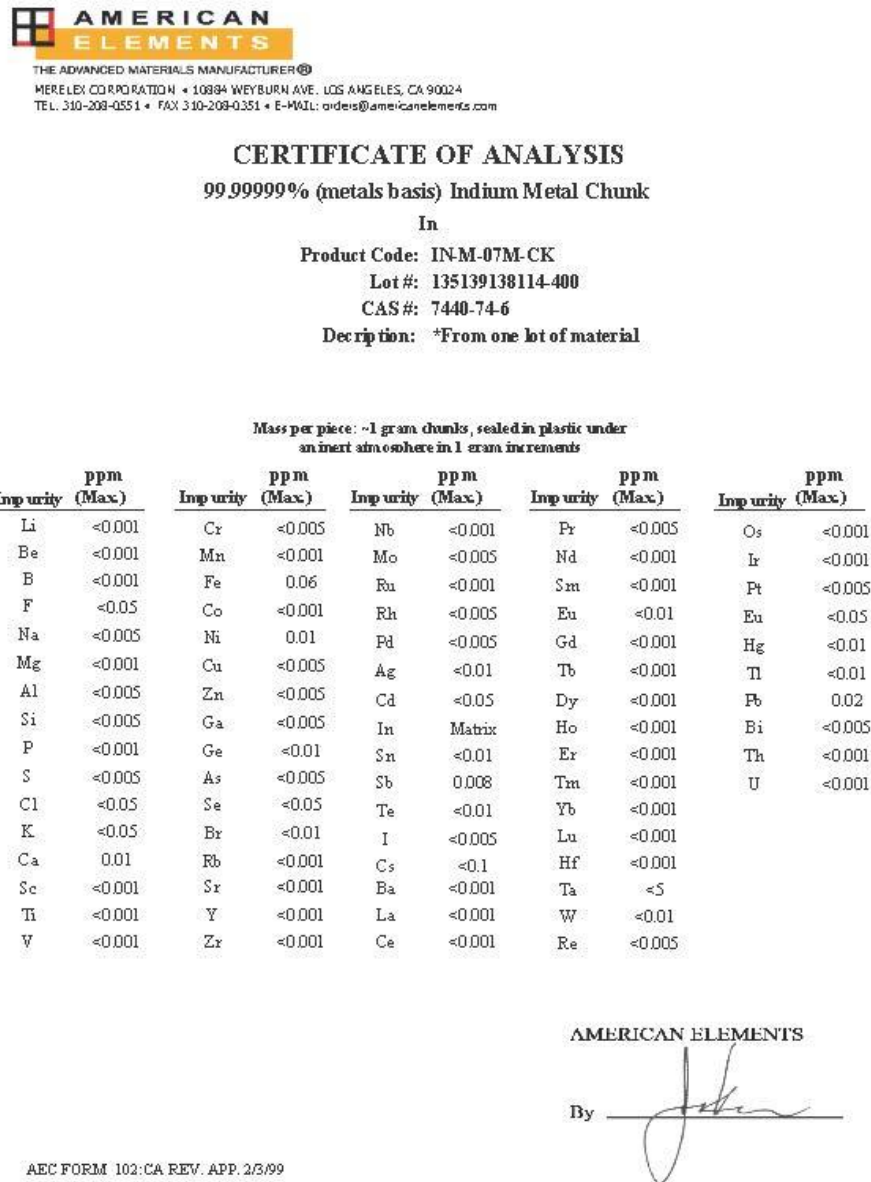 AMERICAN
ELEMENTS
THE ADVANCED MATERIALS MANUFACTURER®
MERELEX CORPORATION • 10884 WEYBURN AVE. LOS ANGELES, CA 90024
TEL. 310-208-0551 • FAX 310-208-0351 • E-MAIL: orders@americanelements.com
CERTIFICATE OF ANALYSIS
99.99999% (metals basis) Indium Metal Chunk
In
Product Code: IN-M-07M-CK
Lot #: 135139138114-400
CAS #: 7440-74-6
Decription: *From one lot of material
Mass per piece: ~1 gram chunks, sealed in plastic under
an inert atmosphere in 1 gram increments
ppm ppm ppm ppm ppm
Impurity (Max.) Impurity (Max.) Impurity (Max.) Impurity (Max.) Impurity (Max.)
Li <0.001 Cr <0.005 Nb <0.001 Pr <0.005 Os <0.001
Be <0.001 Mn <0.001 Mo <0.005 Nd <0.001 Ir <0.001
B <0.001 Fe 0.06 Ru <0.001 Sm <0.001 Pt <0.005
F <0.05 Co <0.001 Rh <0.005 Eu <0.01 Eu <0.05
Na <0.005 Ni 0.01 Pd <0.005 Gd <0.001 Hg <0.01
Mg <0.001 Cu <0.005 Ag <0.01 Tb <0.001 Tl <0.01
Al <0.005 Zn <0.005 Cd <0.05 Dy <0.001 Pb 0.02
Si <0.005 Ga <0.005 In Matrix Ho <0.001 Bi <0.005
P <0.001 Ge <0.01 Sn <0.01 Er <0.001 Th <0.001
S <0.005 As <0.005 Sb 0.008 Tm <0.001 U <0.001
Cl <0.05 Se <0.05 Te <0.01 Yb <0.001
K <0.05 Br <0.01 I <0.005 Lu <0.001
Ca 0.01 Rb <0.001 Cs <0.1 Hf <0.001
Sc <0.001 Sr <0.001 Ba <0.001 Ta <5
Ti <0.001 Y <0.001 La <0.001 W <0.01
V <0.001 Zr <0.001 Ce <0.001 Re <0.005
AMERICAN ELEMENTS
By
AEC FORM 102:CA REV. APP. 2/3/99